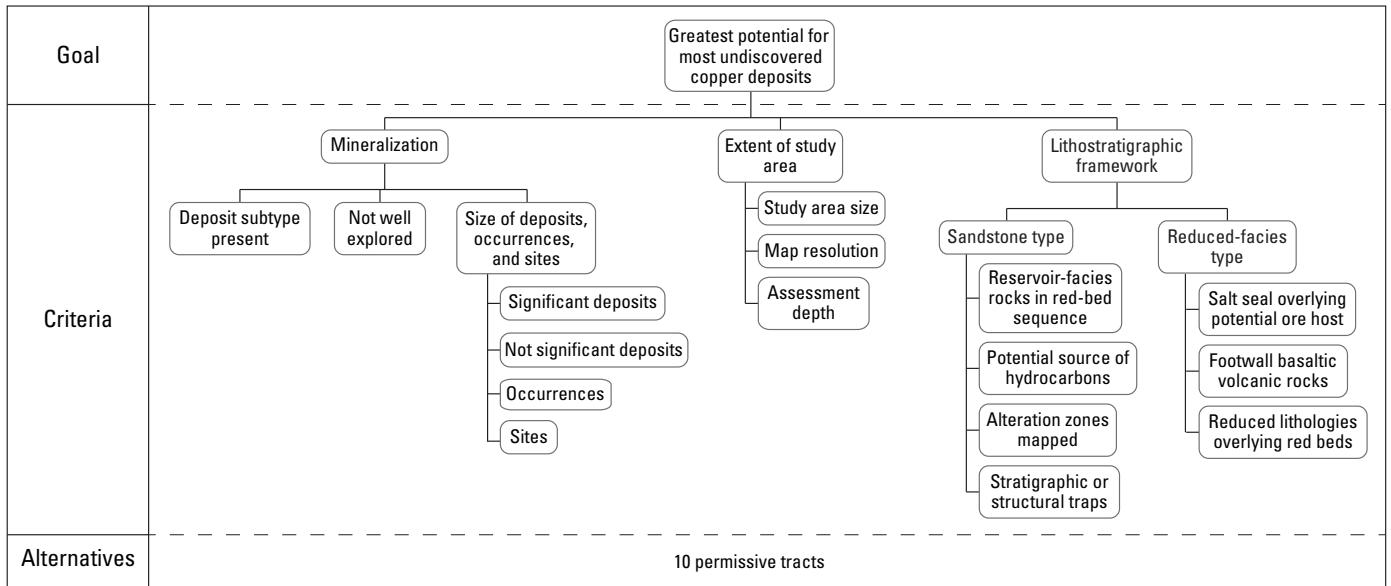 Goal
Greatest potential for
most undiscovered
copper deposits
Criteria
Mineralization
Deposit subtype
present
Not well
explored
Size of deposits,
occurrences,
and sites
Significant deposits
Not significant deposits
Occurrences
Sites
Extent of study
area
Study area size
Map resolution
Assessment
depth
Lithostratigraphic
framework
Sandstone type
Reservoir-facies
rocks in red-bed
sequence
Potential source of
hydrocarbons
Alteration zones
mapped
Stratigraphic or
structural traps
Reduced-facies
type
Salt seal overlying
potential ore host
Footwall basaltic
volcanic rocks
Reduced lithologies
overlying red beds
Alternatives
10 permissive tracts